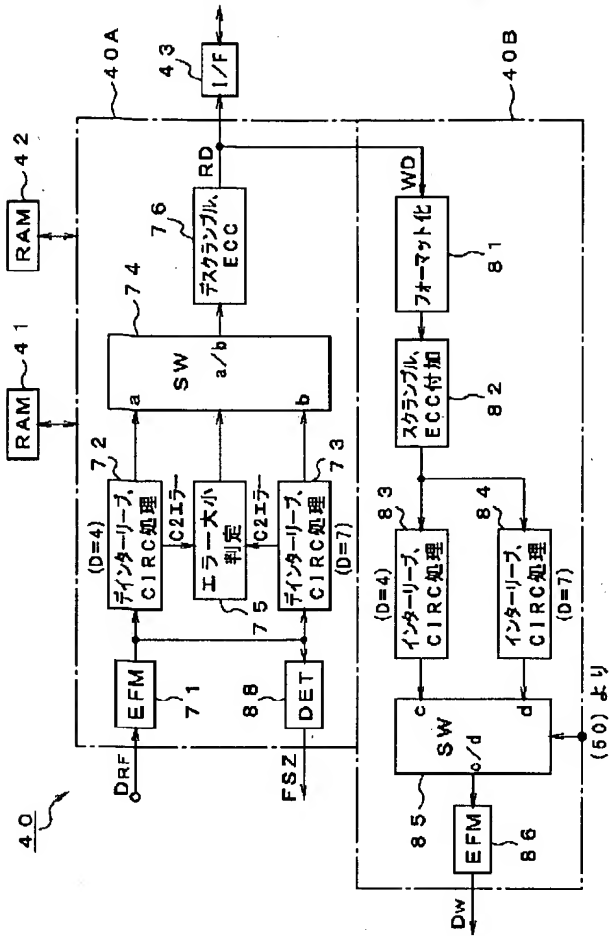 40
RAM 41
RAM 42
40A
DRF
EFM 71
(D=4)
デインターリーブ、
CIRC処理 72
C2エラー
エラー大小
判定 75
C2エラー
デインターリーブ、
CIRC処理 73
(D=7)
FSZ
DET 88
a
SW 74
a/b
b
デスクランブル、
ECC 76
RD
I/F 43
WD
フォーマット化 81
スクランブル、
ECC付加 82
(D=4)
インターリーブ、
CIRC処理 83
インターリーブ、
CIRC処理 84
(D=7)
c
SW 85
c/d
d
(50)より
EFM 86
Dw
40B